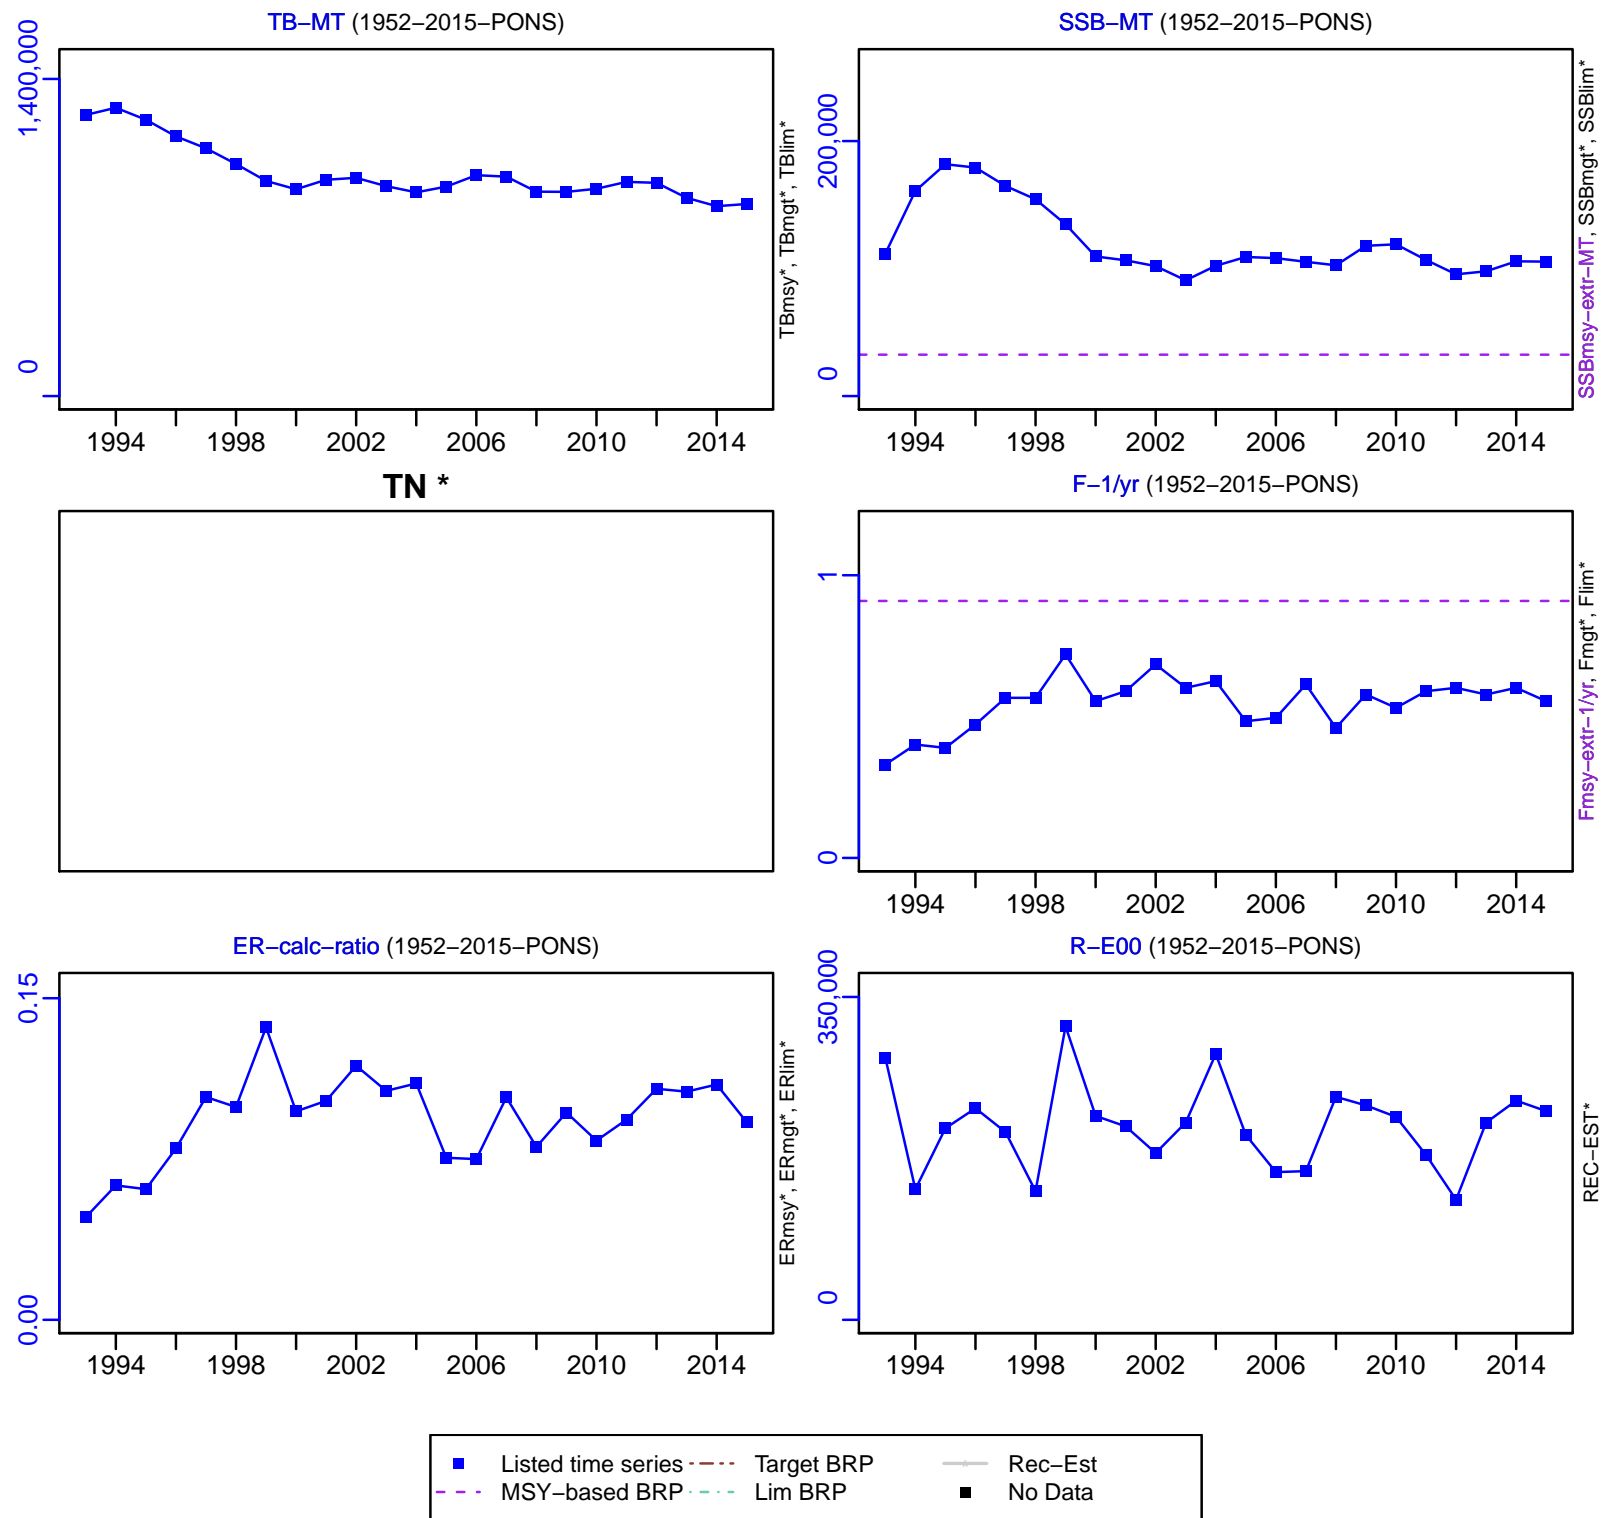 TB−MT (1952−2015−PONS)
1,400,000
0
TBmsy*, TBmgt*, TBlim*
1994 1998 2002 2006 2010 2014
SSB−MT (1952−2015−PONS)
200,000
0
SSBmsy−extr−MT, SSBmgt*, SSBlim*
1994 1998 2002 2006 2010 2014
TN *
F−1/yr (1952−2015−PONS)
1
0
Fmsy−extr−1/yr, Fmgt*, Flim*
1994 1998 2002 2006 2010 2014
ER−calc−ratio (1952−2015−PONS)
0.15
0.00
ERmsy*, ERmgt*, ERlim*
1994 1998 2002 2006 2010 2014
R−E00 (1952−2015−PONS)
350,000
0
REC−EST*
1994 1998 2002 2006 2010 2014
Listed time series Target BRP Rec−Est
MSY−based BRP Lim BRP No Data